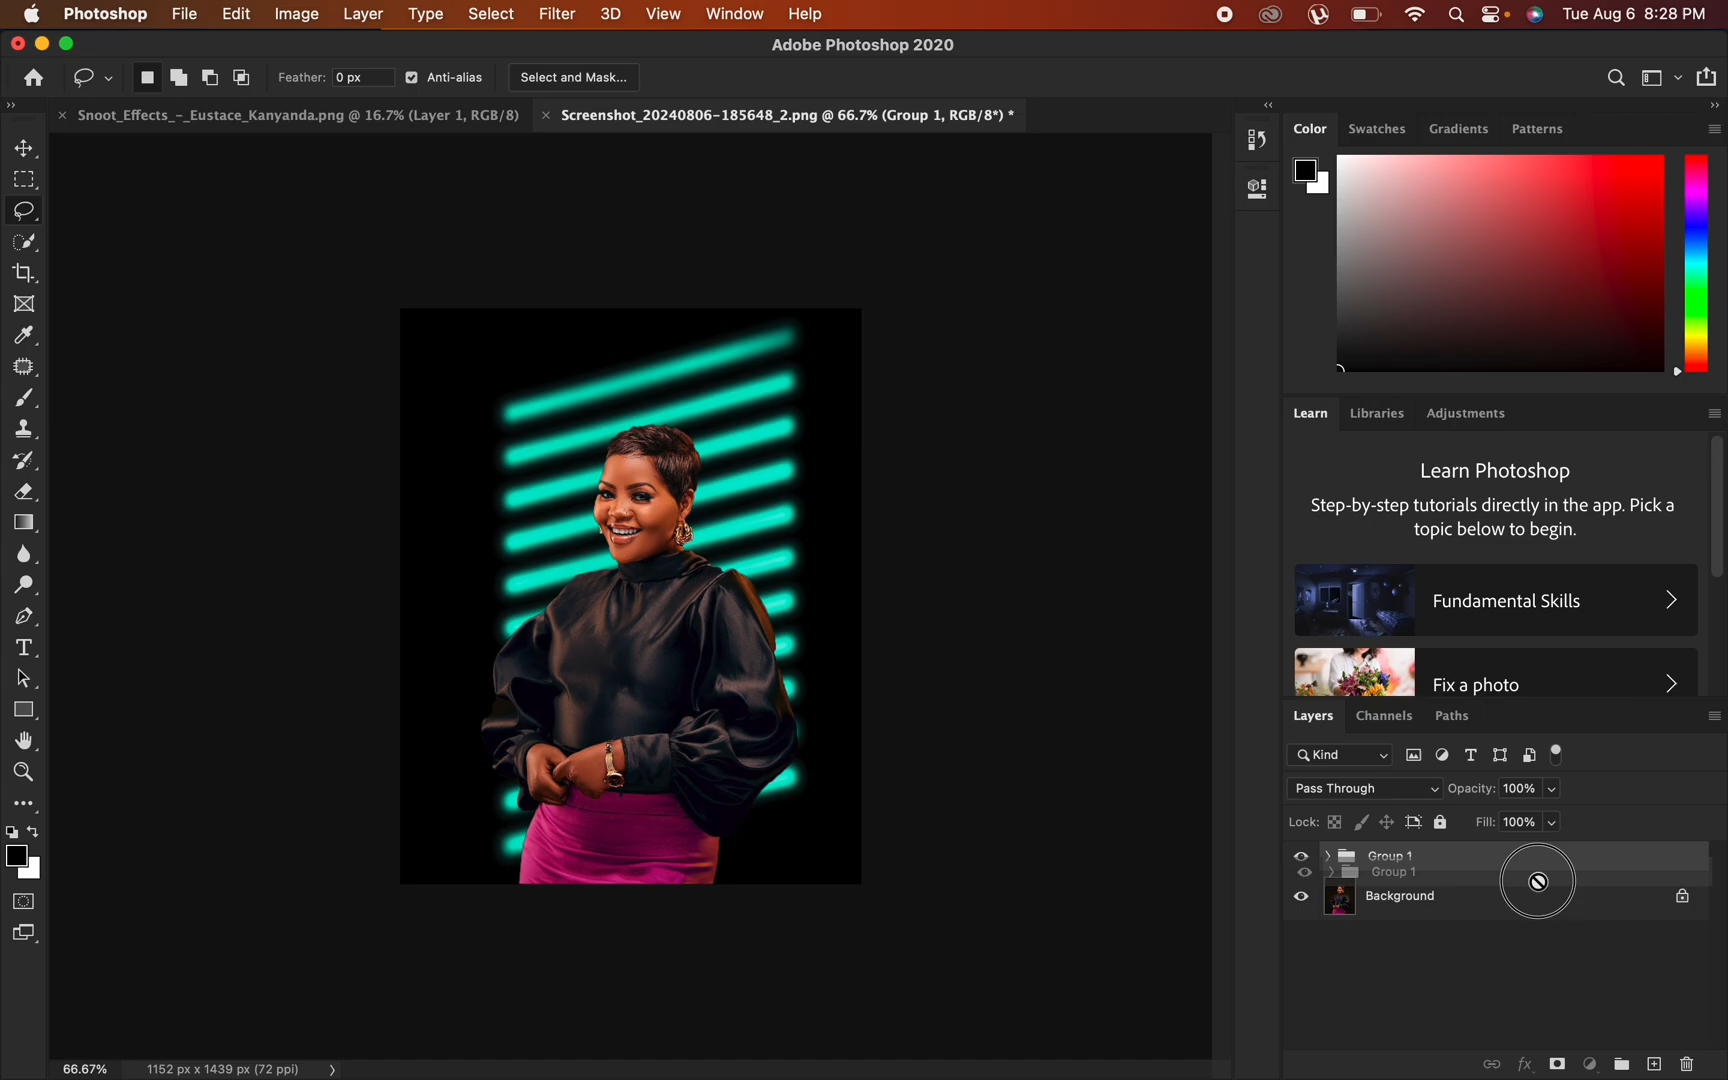 Photoshop File Edit Image Layer Type Select Filter 3D View Window Help Tue Aug 6 8:28 PM
Adobe Photoshop 2020
Feather: 0 px Anti-alias Select and Mask...
Snoot_Effects_-_Eustace_Kanyanda.png @ 16.7% (Layer 1, RGB/8) Screenshot_20240806-185648_2.png @ 66.7% (Group 1, RGB/8*) *
Color Swatches Gradients Patterns
Learn Libraries Adjustments
Learn Photoshop
Step-by-step tutorials directly in the app. Pick a
topic below to begin.
Fundamental Skills
Fix a photo
Layers Channels Paths
Kind
Pass Through Opacity: 100%
Lock: Fill: 100%
Group 1
Group 1
Background
66.67% 1152 px x 1439 px (72 ppi)